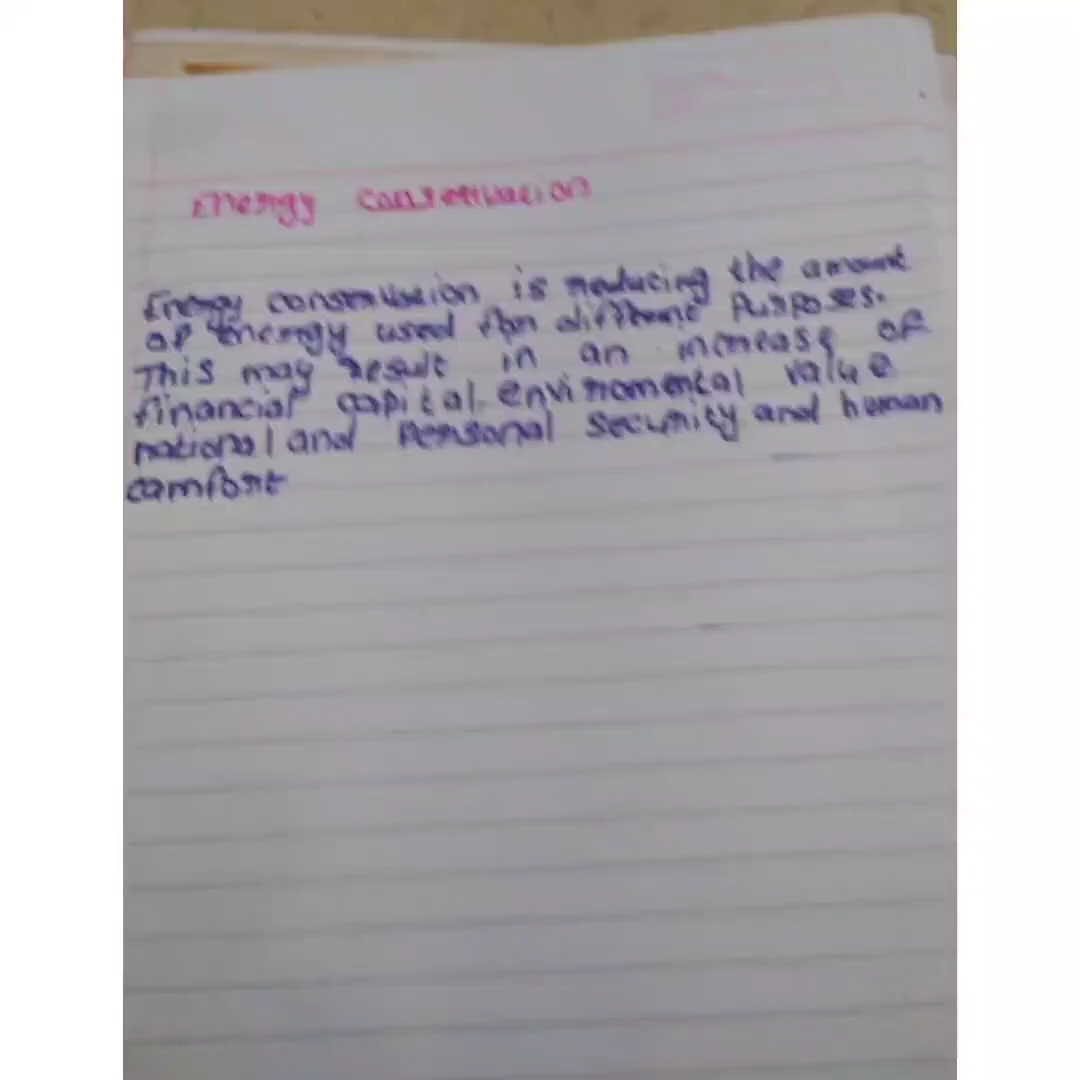 Energy conservation
Energy conservation is reducing the amount
of energy used for different purposes.
This may result in an increase of
financial capital, enviromental value
national and personal security and human
comfort